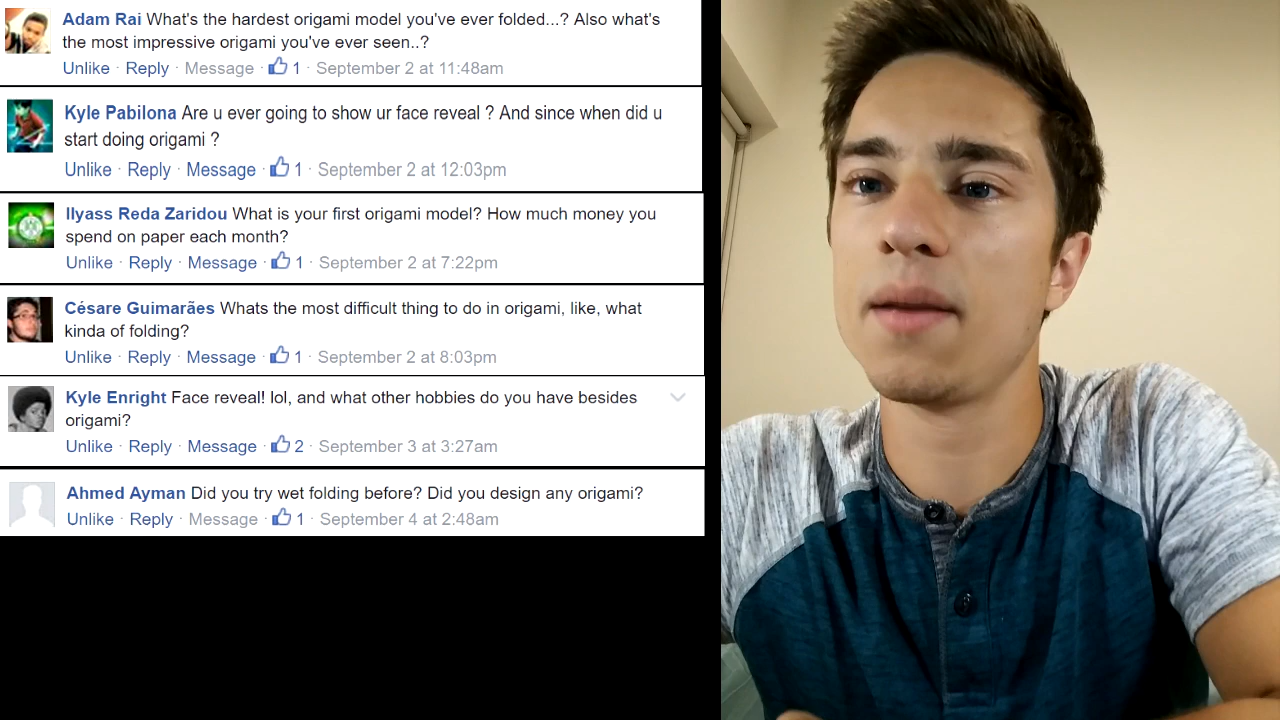 Adam Rai What's the hardest origami model you've ever folded...? Also what's
the most impressive origami you've ever seen..?
Unlike · Reply · Message · 1 · September 2 at 11:48am
Kyle Pabilona Are u ever going to show ur face reveal ? And since when did u
start doing origami ?
Unlike · Reply · Message · 1 · September 2 at 12:03pm
Ilyass Reda Zaridou What is your first origami model? How much money you
spend on paper each month?
Unlike · Reply · Message · 1 · September 2 at 7:22pm
Césare Guimarães Whats the most difficult thing to do in origami, like, what
kinda of folding?
Unlike · Reply · Message · 1 · September 2 at 8:03pm
Kyle Enright Face reveal! lol, and what other hobbies do you have besides
origami?
Unlike · Reply · Message · 2 · September 3 at 3:27am
Ahmed Ayman Did you try wet folding before? Did you design any origami?
Unlike · Reply · Message · 1 · September 4 at 2:48am